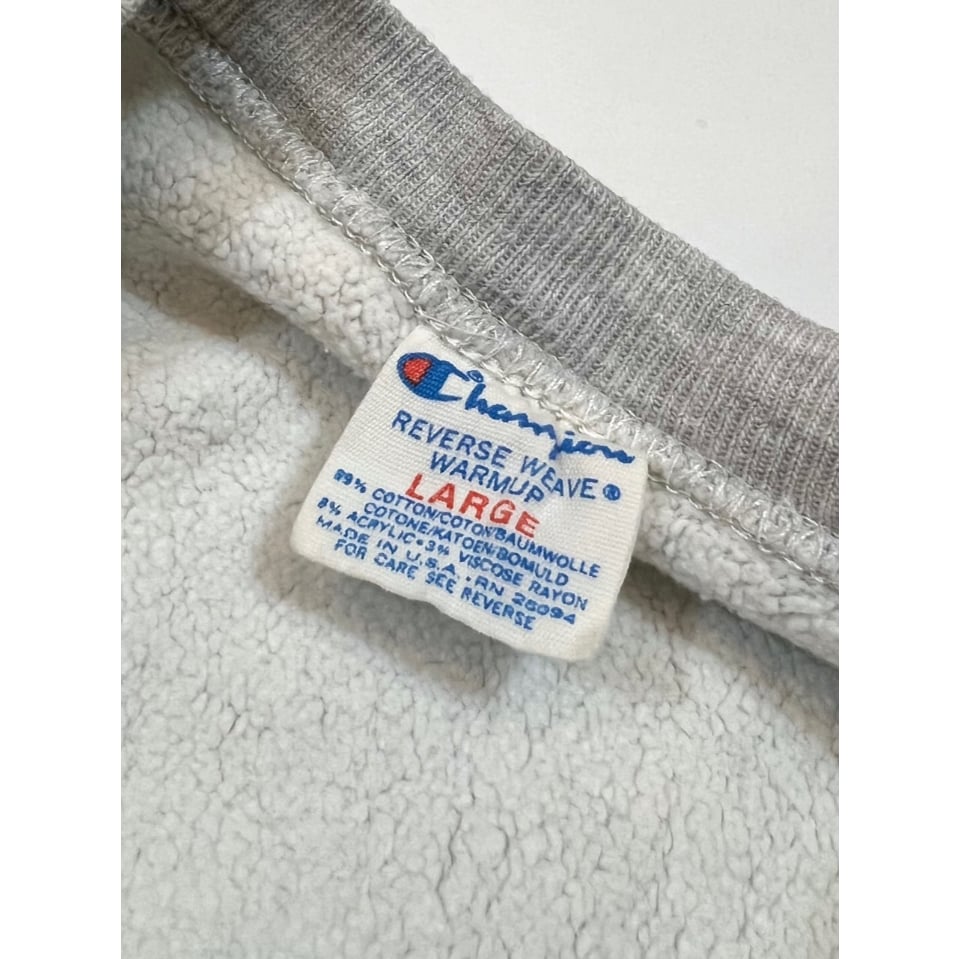 Champion
REVERSE WEAVE®
WARMUP
LARGE
89% COTTON/COTON/BAUMWOLLE
COTONE/KATOEN/BOMULD
8% ACRYLIC•3% VISCOSE RAYON
MADE IN U.S.A.•RN 26094
FOR CARE SEE REVERSE